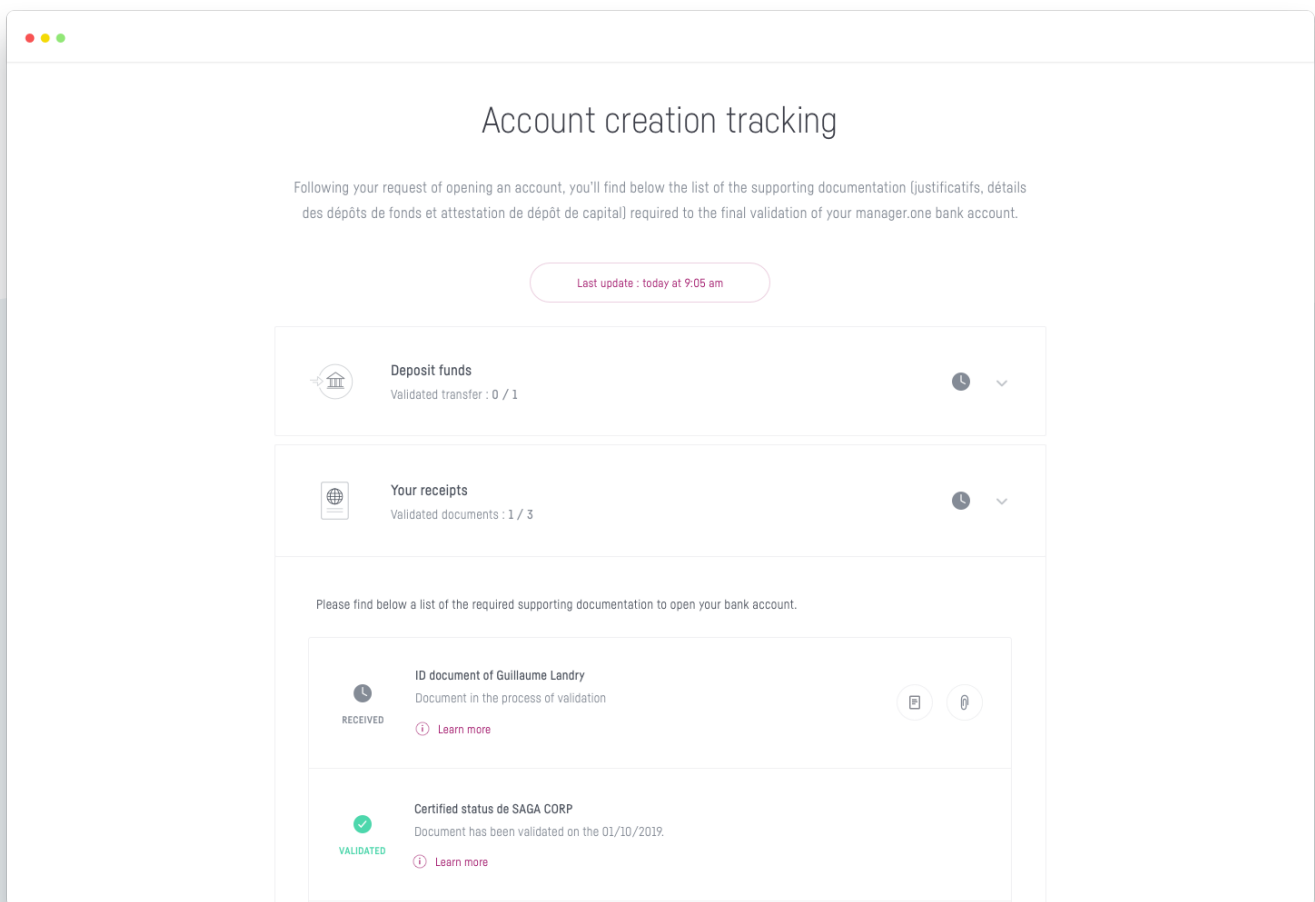 Account creation tracking
Following your request of opening an account, you'll find below the list of the supporting documentation (justificatifs, détails
des dépôts de fonds et attestation de dépôt de capital) required to the final validation of your manager.one bank account.
Last update : today at 9:05 am
Deposit funds
Validated transfer : 0 / 1
Your receipts
Validated documents : 1 / 3
Please find below a list of the required supporting documentation to open your bank account.
ID document of Guillaume Landry
Document in the process of validation
RECEIVED
Learn more
Certified status de SAGA CORP
Document has been validated on the 01/10/2019.
VALIDATED
Learn more